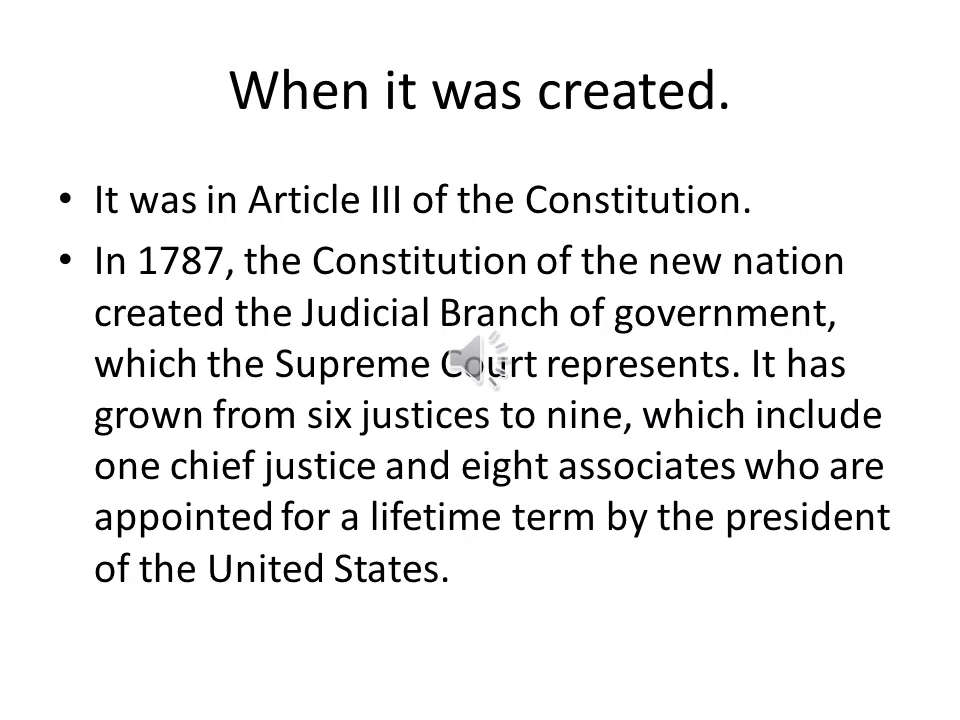 When it was created.
• It was in Article III of the Constitution.
• In 1787, the Constitution of the new nation
created the Judicial Branch of government,
which the Supreme Court represents. It has
grown from six justices to nine, which include
one chief justice and eight associates who are
appointed for a lifetime term by the president
of the United States.